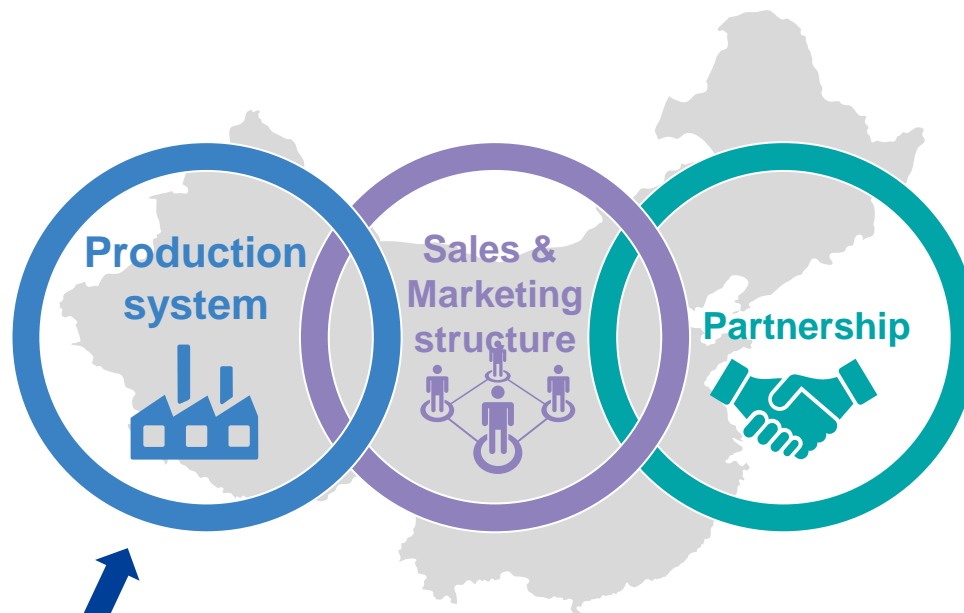 Production
system
Sales &
Marketing
structure
Partnership